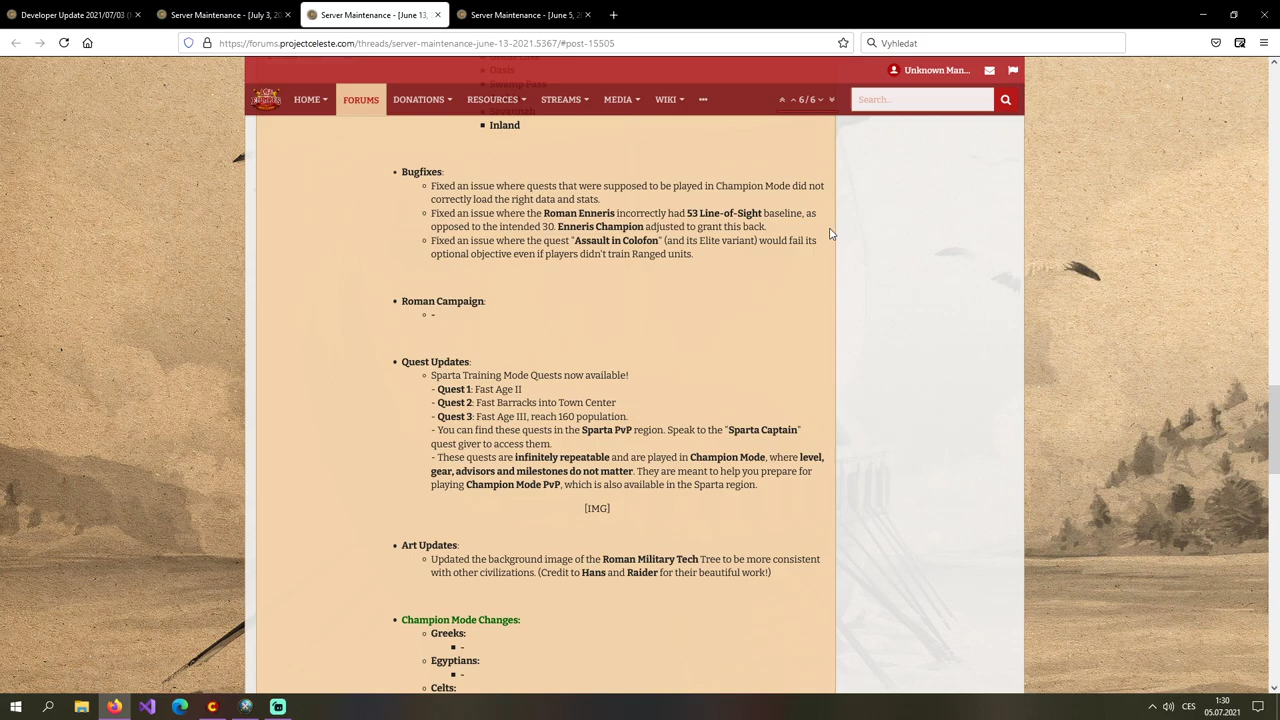 Developer Update 2021/07/03 (
Server Maintenance - [July 3, 20
Server Maintenance - [June 13,
Server Maintenance - [June 5, 20
https://forums.projectceleste.com/threads/server-maintenance-june-13-2021.5367/#post-15505
Vyhledat
Oasis
Unknown Man...
Swamp Pass
HOME
FORUMS
DONATIONS
RESOURCES
STREAMS
MEDIA
WIKI
•••
6 / 6
Search...
Savannah
Inland
Bugfixes:
Fixed an issue where quests that were supposed to be played in Champion Mode did not
correctly load the right data and stats.
Fixed an issue where the Roman Enneris incorrectly had 53 Line-of-Sight baseline, as
opposed to the intended 30. Enneris Champion adjusted to grant this back.
Fixed an issue where the quest "Assault in Colofon" (and its Elite variant) would fail its
optional objective even if players didn't train Ranged units.
Roman Campaign:
-
Quest Updates:
Sparta Training Mode Quests now available!
- Quest 1: Fast Age II
- Quest 2: Fast Barracks into Town Center
- Quest 3: Fast Age III, reach 160 population.
- You can find these quests in the Sparta PvP region. Speak to the "Sparta Captain"
quest giver to access them.
- These quests are infinitely repeatable and are played in Champion Mode, where level,
gear, advisors and milestones do not matter. They are meant to help you prepare for
playing Champion Mode PvP, which is also available in the Sparta region.
[IMG]
Art Updates:
Updated the background image of the Roman Military Tech Tree to be more consistent
with other civilizations. (Credit to Hans and Raider for their beautiful work!)
Champion Mode Changes:
Greeks:
-
Egyptians:
-
Celts:
CES
1:30
05.07.2021